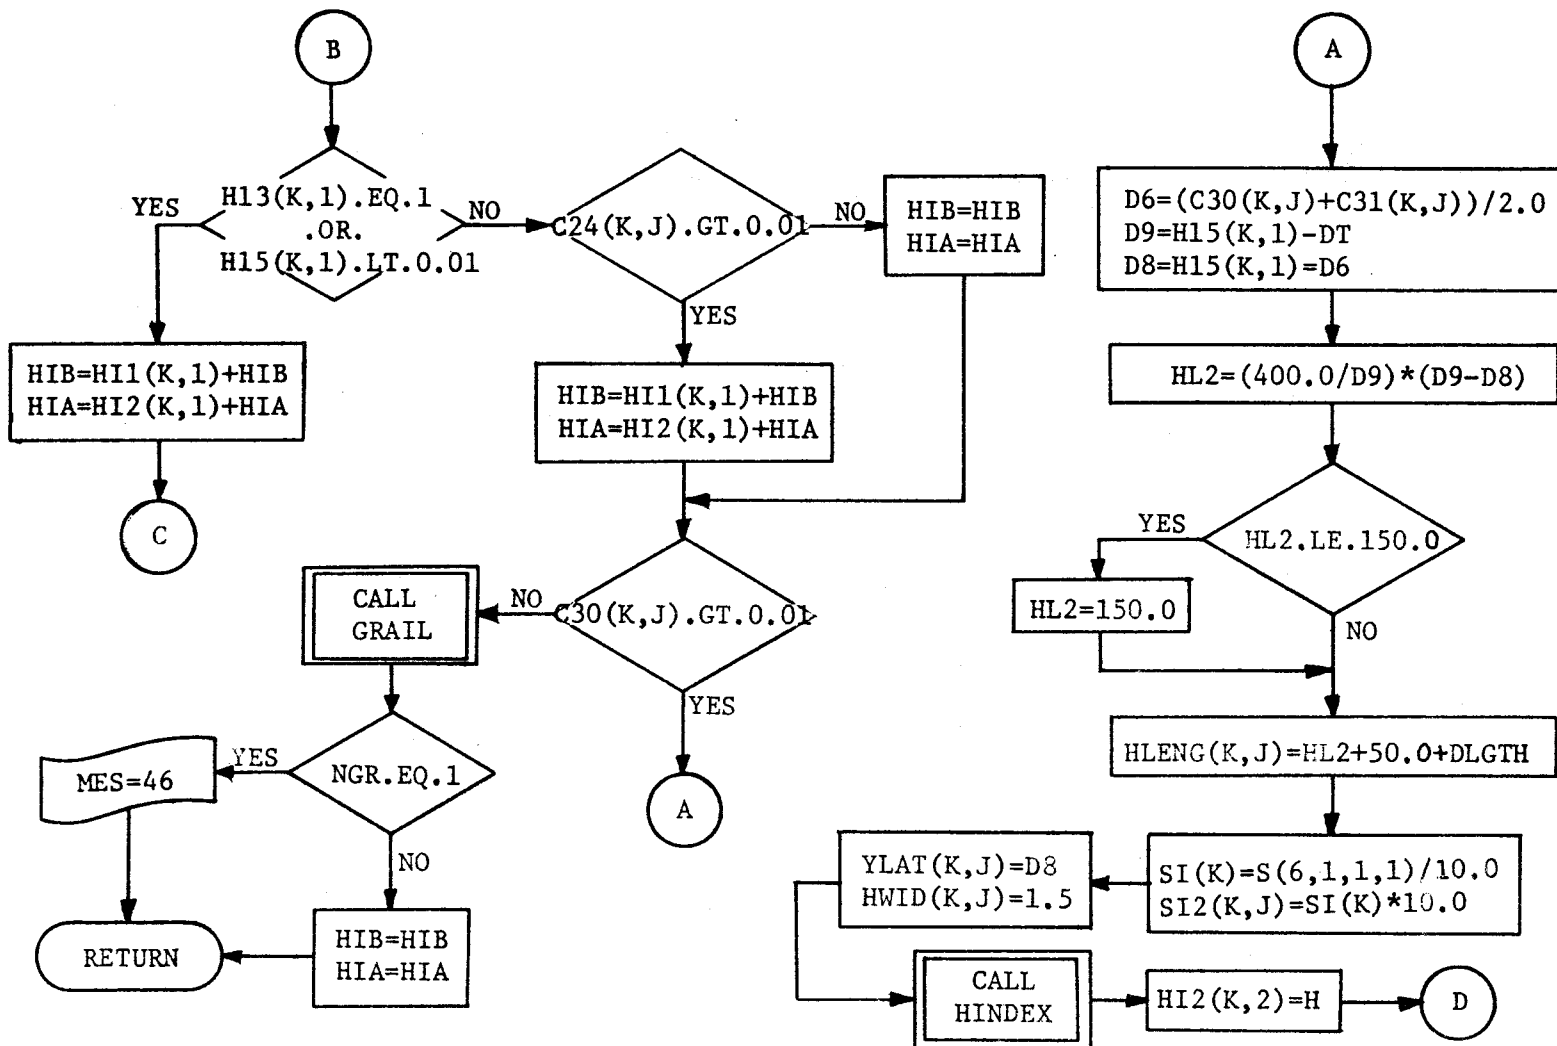 B
H13(K,1).EQ.1
.OR.
H15(K,1).LT.0.01
YES
NO
HIB=HI1(K,1)+HIB
HIA=HI2(K,1)+HIA
C
C24(K,J).GT.0.01
NO
HIB=HIB
HIA=HIA
YES
HIB=HI1(K,1)+HIB
HIA=HI2(K,1)+HIA
C30(K,J).GT.0.01
NO
CALL
GRAIL
YES
A
NGR.EQ.1
YES
MES=46
NO
HIB=HIB
HIA=HIA
RETURN
A
D6=(C30(K,J)+C31(K,J))/2.0
D9=H15(K,1)-DT
D8=H15(K,1)=D6
HL2=(400.0/D9)*(D9-D8)
HL2.LE.150.0
YES
HL2=150.0
NO
HLENG(K,J)=HL2+50.0+DLGTH
SI(K)=S(6,1,1,1)/10.0
SI2(K,J)=SI(K)*10.0
YLAT(K,J)=D8
HWID(K,J)=1.5
CALL
HINDEX
HI2(K,2)=H
D